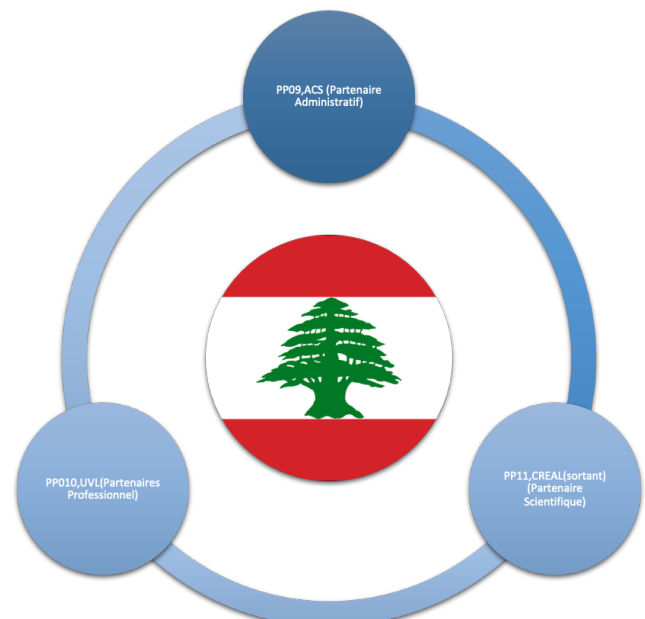 PP09,ACS (Partenaire
Administratif)
PP010,UVL(Partenaires
Professionnel)
PP11,CREAL(sortant)
(Partenaire
Scientifique)